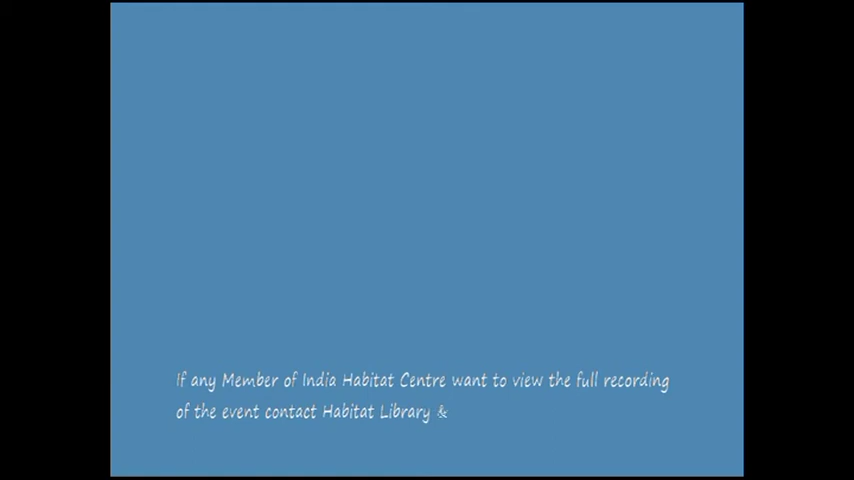 If any Member of India Habitat Centre want to view the full recording
of the event contact Habitat Library &